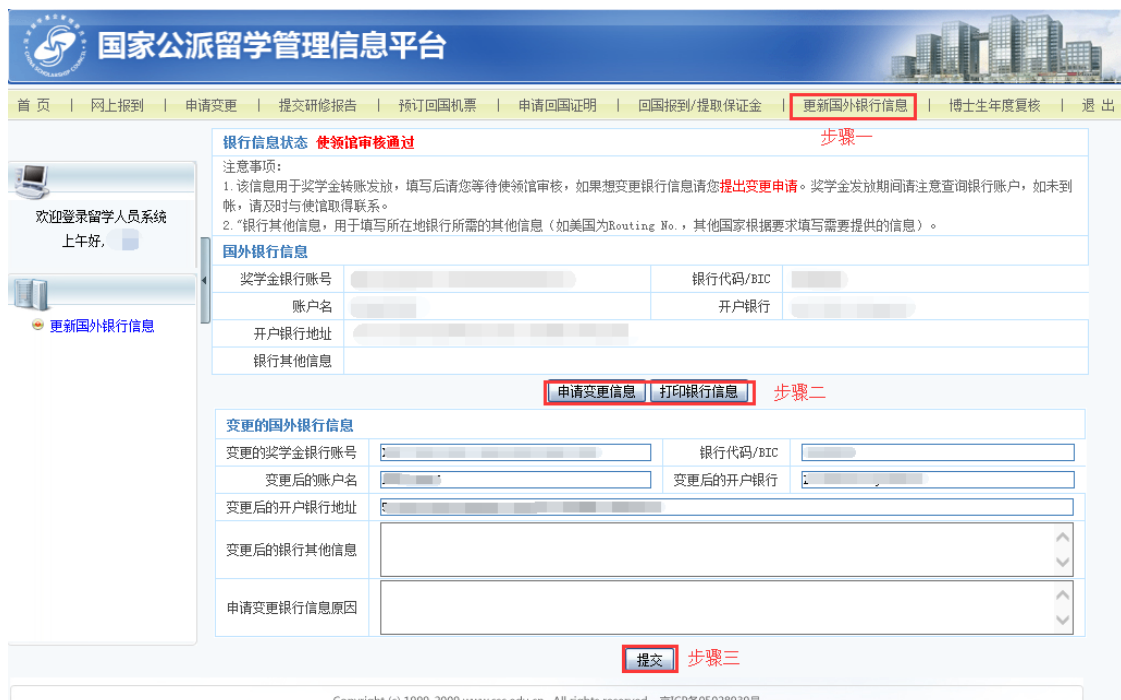 国家公派留学管理信息平台
首 页 | 网上报到 | 申请变更 | 提交研修报告 | 预订回国机票 | 申请回国证明 | 回国报到/提取保证金 | 更新国外银行信息 | 博士生年度复核 | 退 出
步骤一
银行信息状态 使领馆审核通过
注意事项:
1.该信息用于奖学金转账发放，填写后请您等待使领馆审核，如果想变更银行信息请您提出变更申请。奖学金发放期间请注意查询银行账户，如未到
帐，请及时与使馆取得联系。
2.“银行其他信息，用于填写所在地银行所需的其他信息（如美国为Routing No.，其他国家根据要求填写需要提供的信息）。
欢迎登录留学人员系统
上午好,
更新国外银行信息
国外银行信息
奖学金银行账号 银行代码/BIC
账户名 开户银行
开户银行地址
银行其他信息
申请变更信息 打印银行信息 步骤二
变更的国外银行信息
变更的奖学金银行账号 银行代码/BIC
变更后的账户名 变更后的开户银行
变更后的开户银行地址
变更后的银行其他信息
申请变更银行信息原因
提交 步骤三